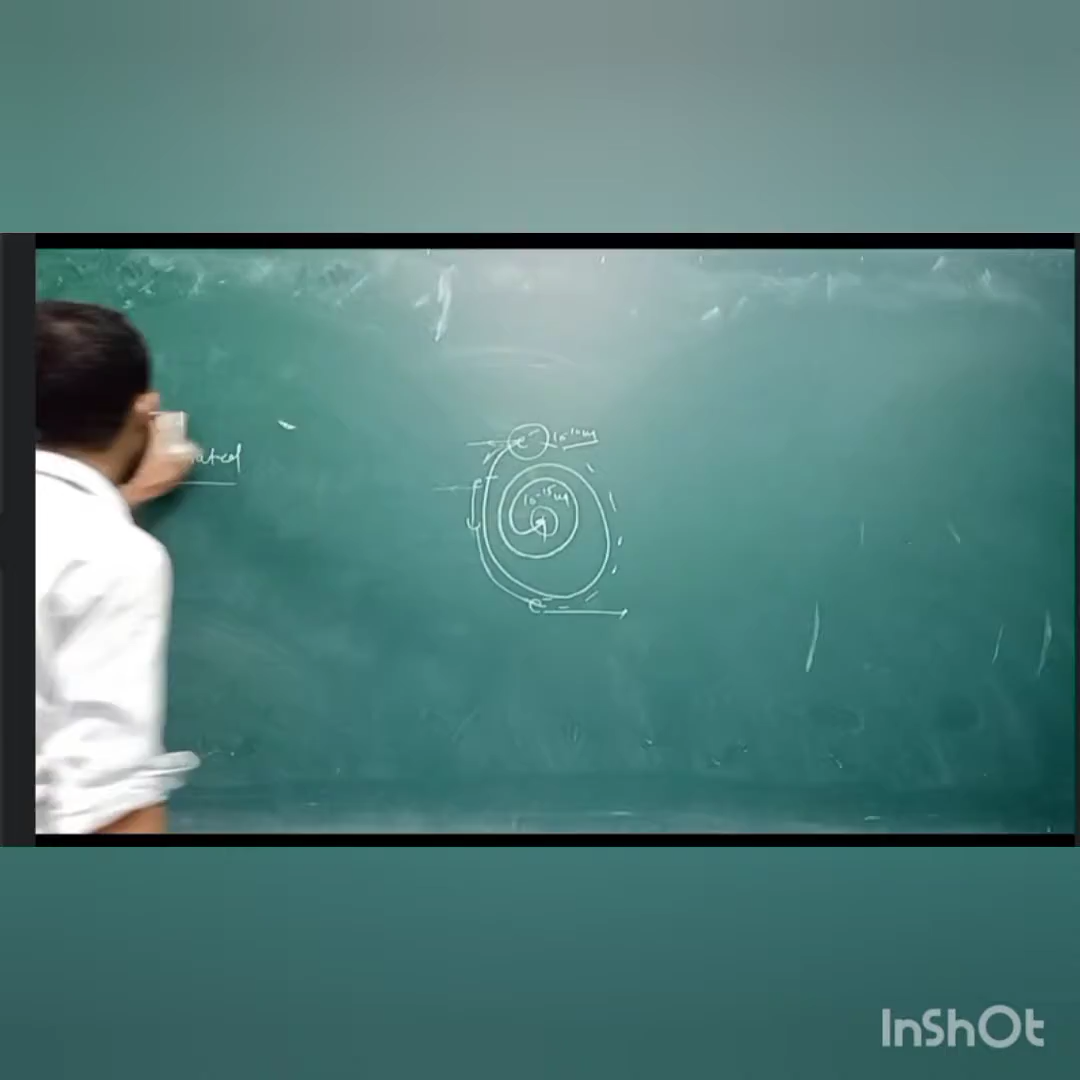 e⁻ 10⁻¹⁰m
10⁻¹⁵m
+
e⁻
InShOt